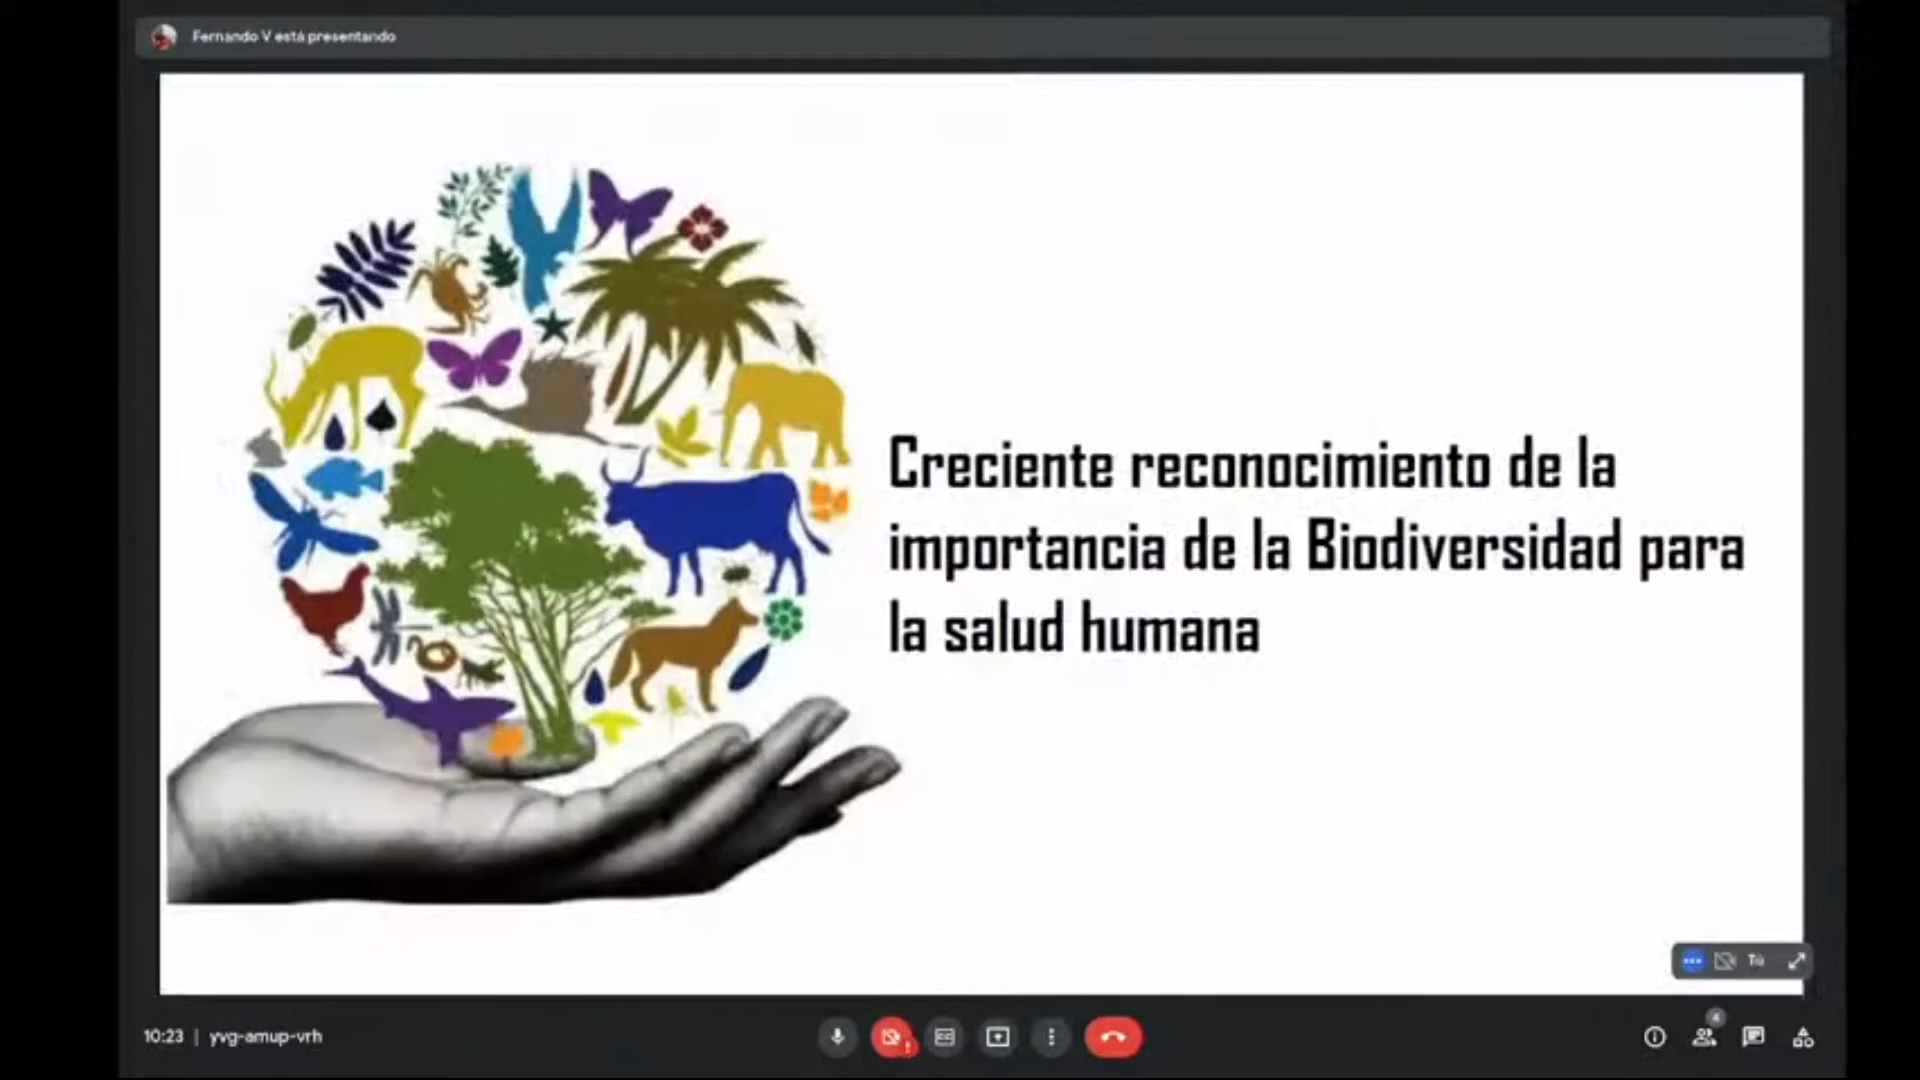 Fernando V está presentando
Creciente reconocimiento de la
importancia de la Biodiversidad para
la salud humana
Tú
10:23 | yvg-amup-vrh
4